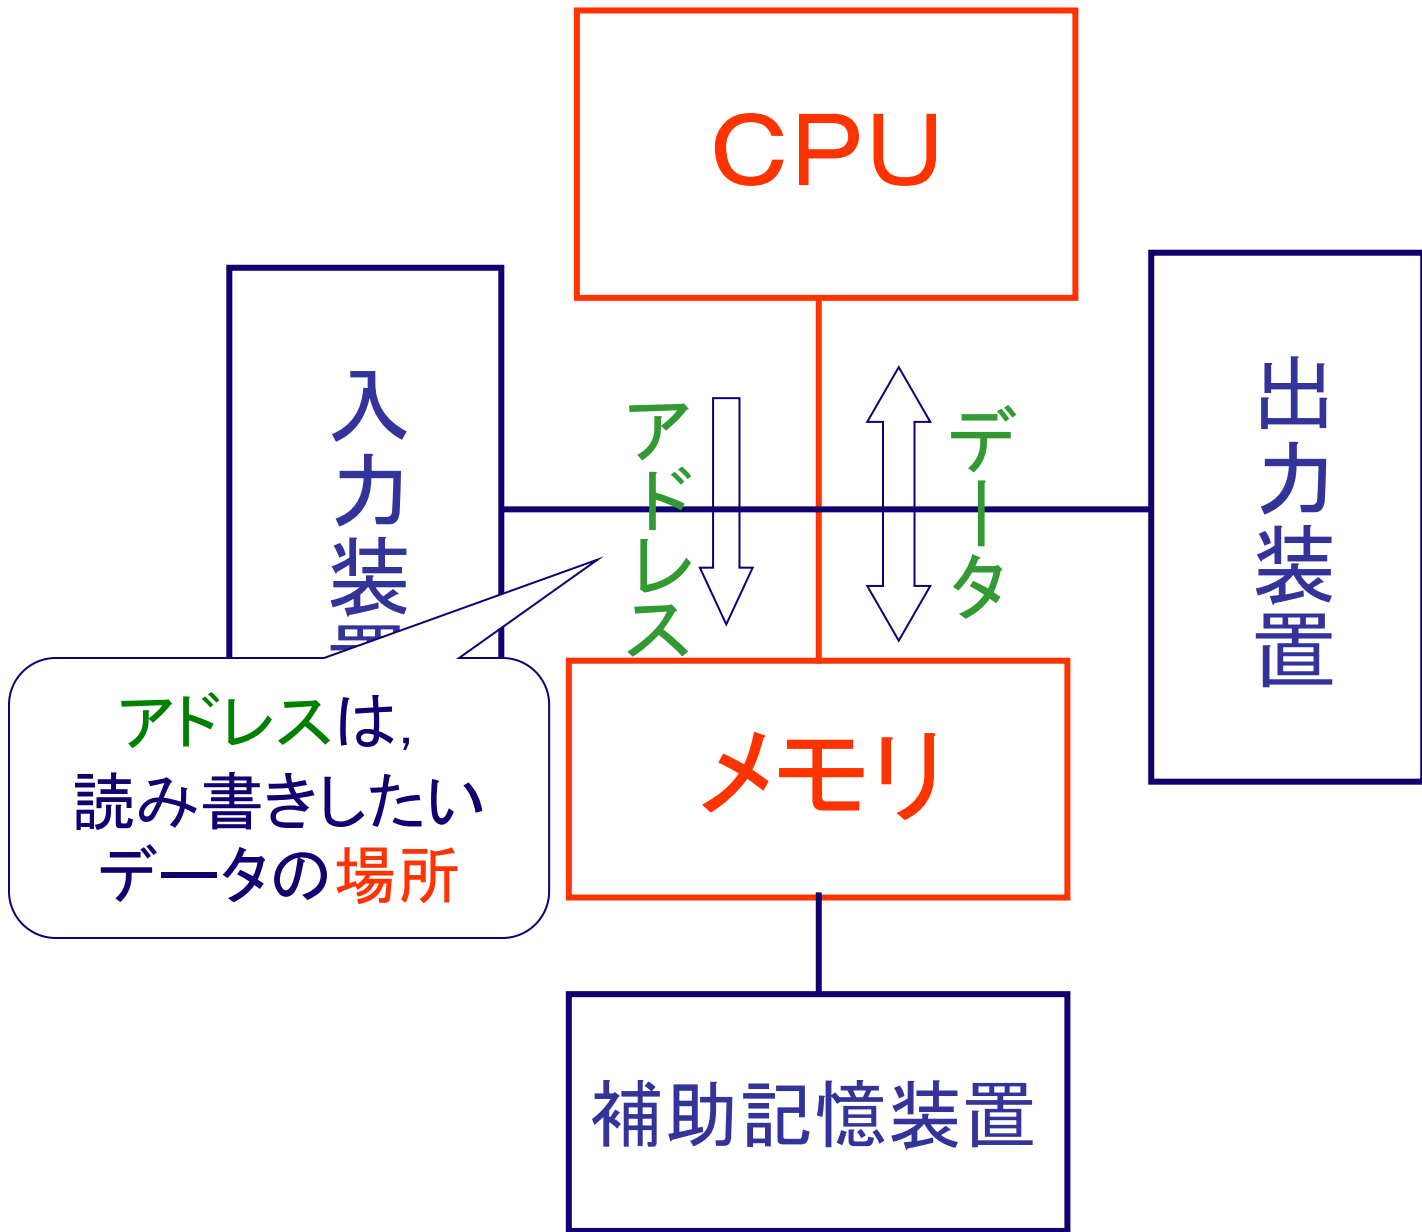 CPU
入力装置
アドレス
データ
出力装置
アドレスは,
読み書きしたい
データの場所
メモリ
補助記憶装置